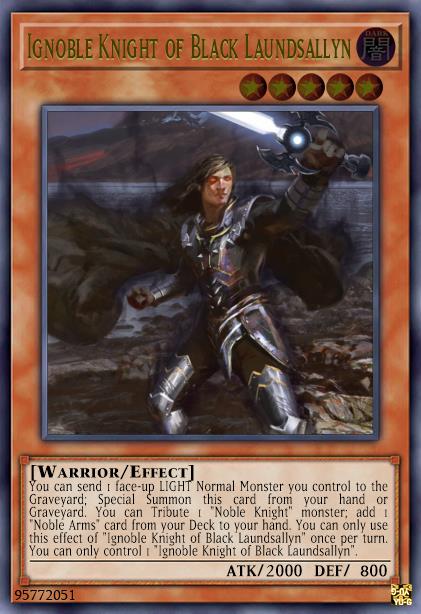 Ignoble Knight of Black Laundsallyn
DARK
闇
[Warrior/Effect]
You can send 1 face-up LIGHT Normal Monster you control to the
Graveyard; Special Summon this card from your hand or
Graveyard. You can Tribute 1 "Noble Knight" monster; add 1
"Noble Arms" card from your Deck to your hand. You can only use
this effect of "Ignoble Knight of Black Laundsallyn" once per turn.
You can only control 1 "Ignoble Knight of Black Laundsallyn".
ATK/2000 DEF/ 800
95772051